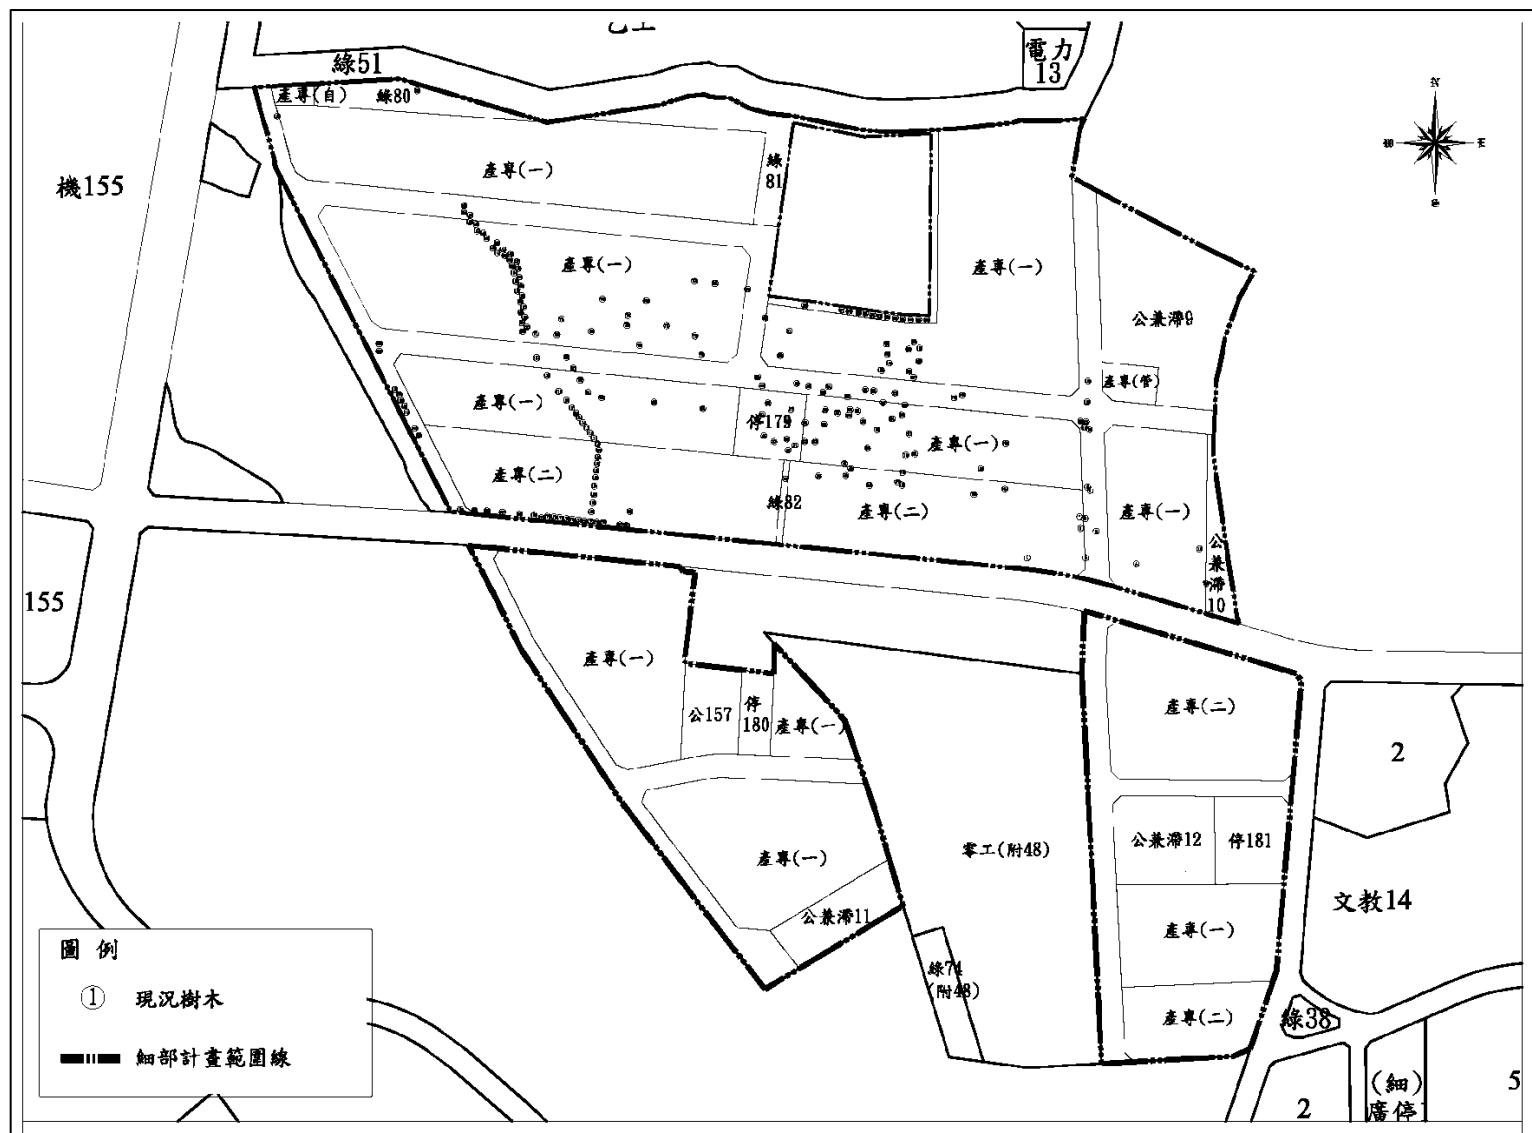 電力
13
綠51
產專(自)
綠80
N
W
E
S
機155
產專(一)
綠
81
產專(一)
產專(一)
公兼滯9
產專(管)
產專(一)
停179
產專(一)
產專(二)
綠82
產專(二)
產專(一)
公
兼
滯
10
155
產專(一)
公157
停
180
產專(一)
產專(二)
2
產專(一)
零工(附48)
公兼滯12
停181
公兼滯11
文教14
產專(一)
綠74
(附48)
產專(二)
綠38
圖例
1 現況樹木
細部計畫範圍線
2
(細)
廣停
5